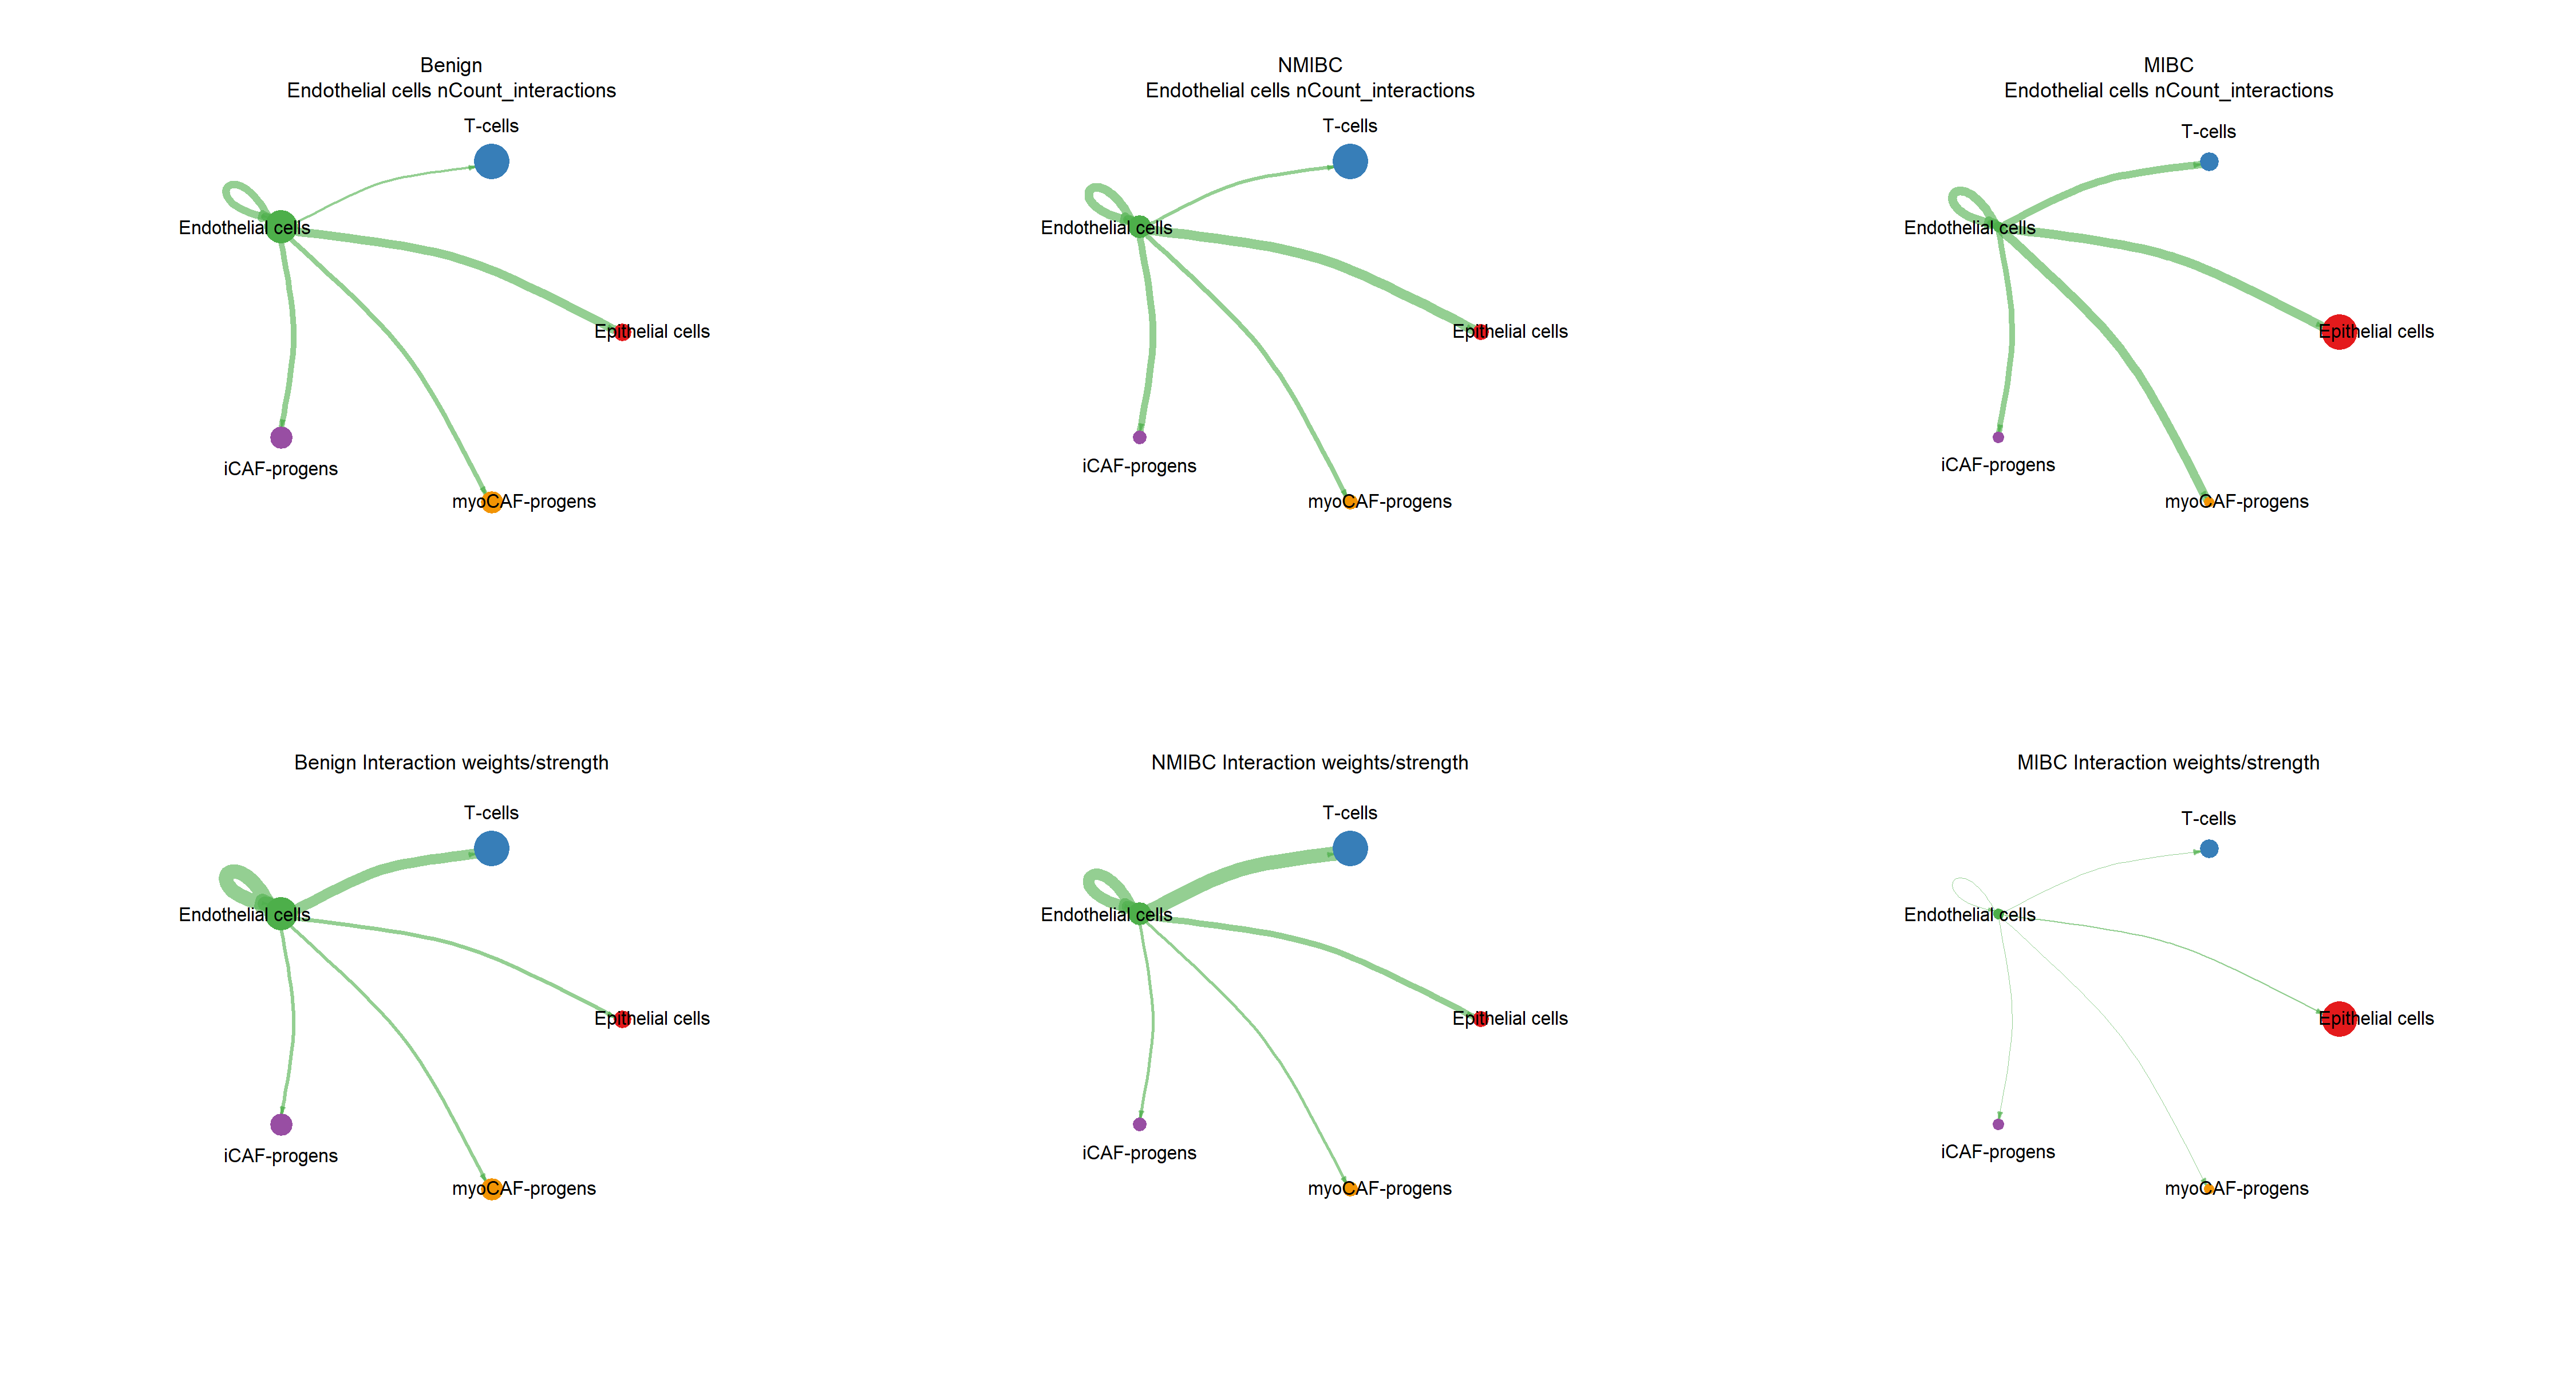 Benign
Endothelial cells nCount_interactions
T-cells
Endothelial cells
Epithelial cells
iCAF-progens
myoCAF-progens
NMIBC
Endothelial cells nCount_interactions
T-cells
Endothelial cells
Epithelial cells
iCAF-progens
myoCAF-progens
MIBC
Endothelial cells nCount_interactions
T-cells
Endothelial cells
Epithelial cells
iCAF-progens
myoCAF-progens
Benign Interaction weights/strength
T-cells
Endothelial cells
Epithelial cells
iCAF-progens
myoCAF-progens
NMIBC Interaction weights/strength
T-cells
Endothelial cells
Epithelial cells
iCAF-progens
myoCAF-progens
MIBC Interaction weights/strength
T-cells
Endothelial cells
Epithelial cells
iCAF-progens
myoCAF-progens